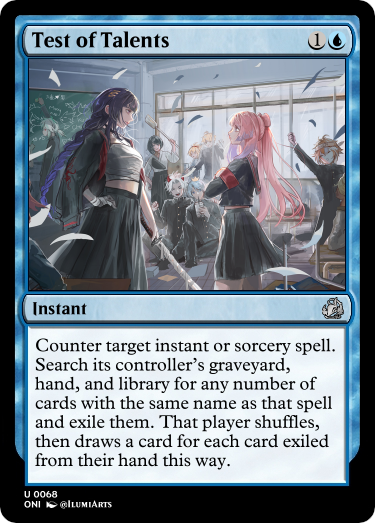 Test of Talents 1
Instant
Counter target instant or sorcery spell.
Search its controller's graveyard,
hand, and library for any number of
cards with the same name as that spell
and exile them. That player shuffles,
then draws a card for each card exiled
from their hand this way.
U 0068
ONI @ILUMIARTS